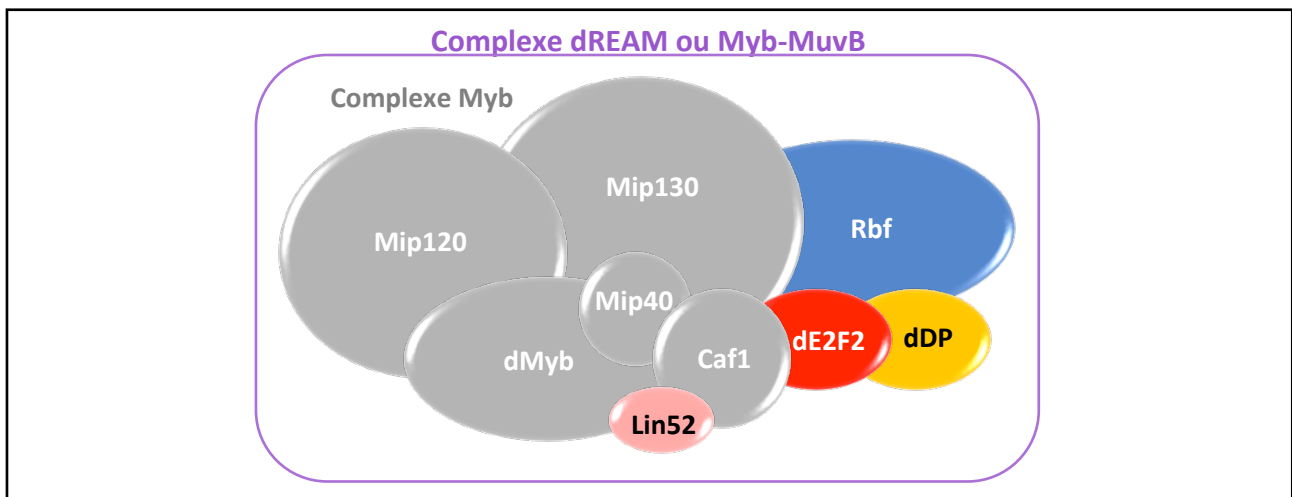 Complexe dREAM ou Myb-MuvB
Complexe Myb
Mip130
Mip120
Rbf
Mip40
dMyb
Caf1
dE2F2
dDP
Lin52